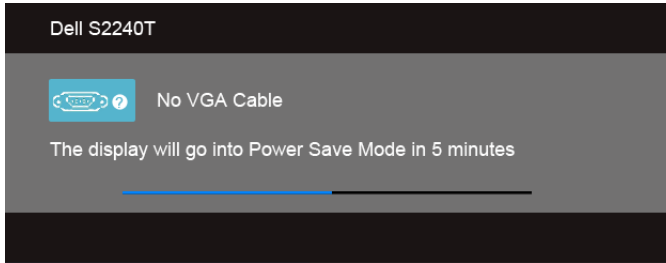 Dell S2240T
No VGA Cable
The display will go into Power Save Mode in 5 minutes